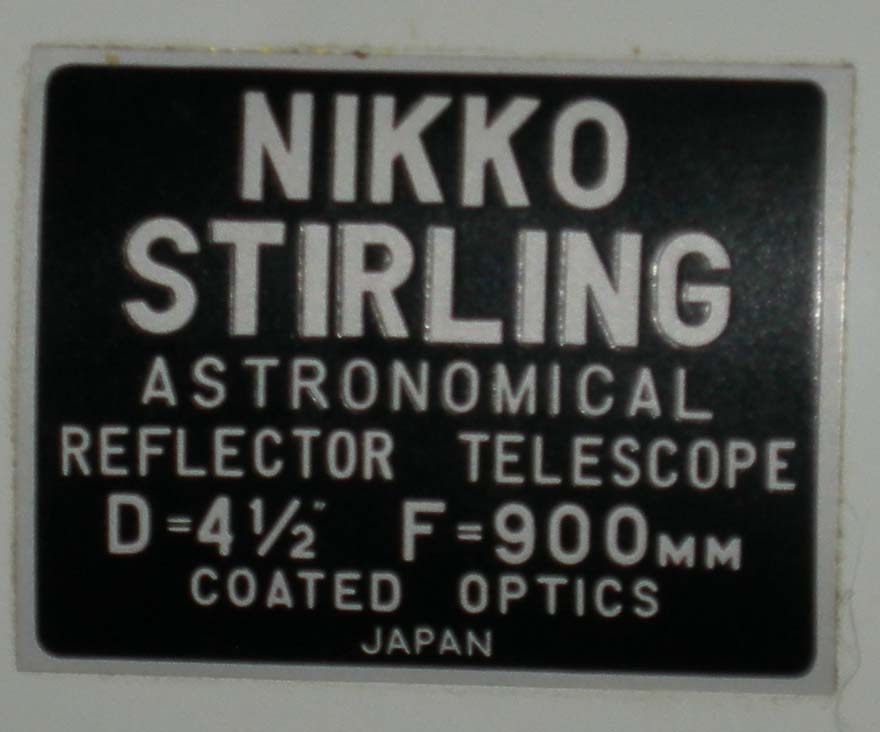 NIKKO
STIRLING
ASTRONOMICAL
REFLECTOR TELESCOPE
D=4½" F=900MM
COATED OPTICS
JAPAN